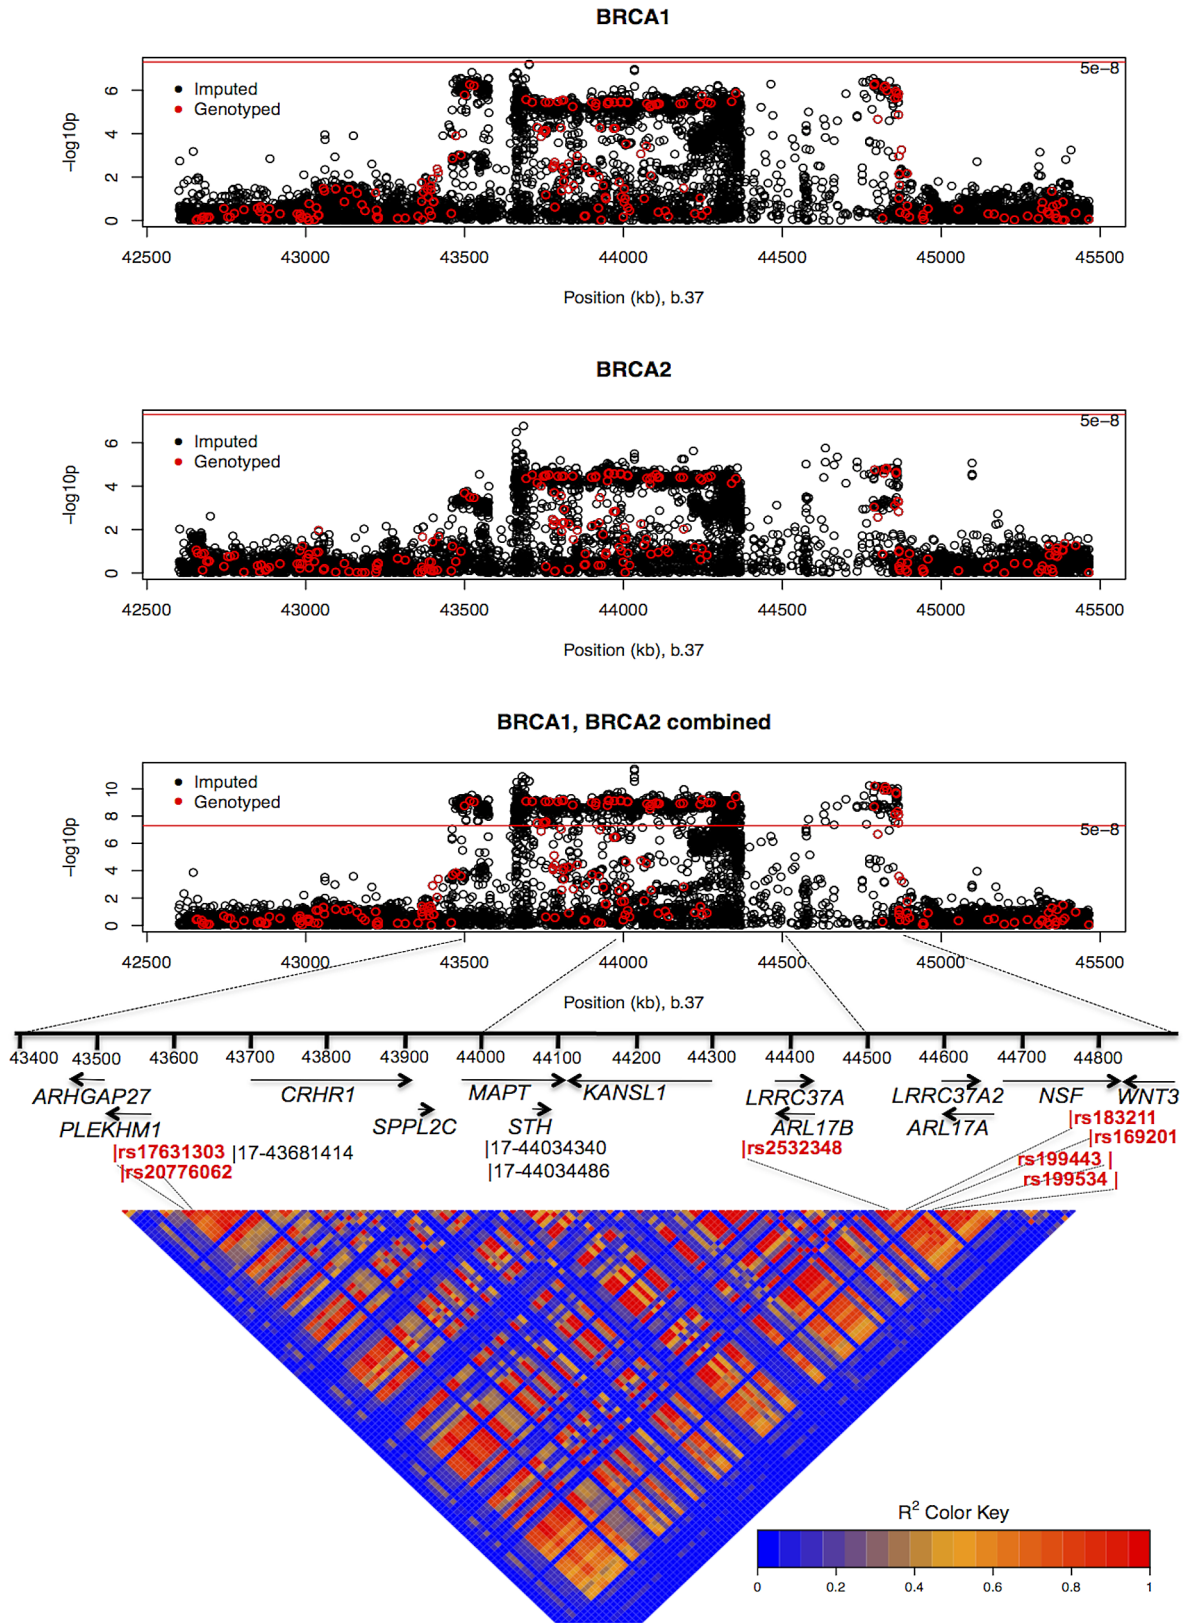 BRCA1
5e−8
Imputed
Genotyped
−log10p
0 2 4 6
42500 43000 43500 44000 44500 45000 45500
Position (kb), b.37
BRCA2
5e−8
Imputed
Genotyped
−log10p
0 2 4 6
42500 43000 43500 44000 44500 45000 45500
Position (kb), b.37
BRCA1, BRCA2 combined
Imputed
Genotyped
5e−8
−log10p
0 2 4 6 8 10
42500 43000 43500 44000 44500 45000 45500
Position (kb), b.37
43400 43500 43600 43700 43800 43900 44000 44100 44200 44300 44400 44500 44600 44700 44800
ARHGAP27 CRHR1 MAPT KANSL1 LRRC37A LRRC37A2 NSF WNT3
PLEKHM1 SPPL2C STH ARL17B ARL17A
|rs183211
|rs169201
|rs17631303 |17-43681414 |17-44034340 |rs2532348
rs199443 |
|rs20776062 |17-44034486
rs199534 |
R2 Color Key
0 0.2 0.4 0.6 0.8 1